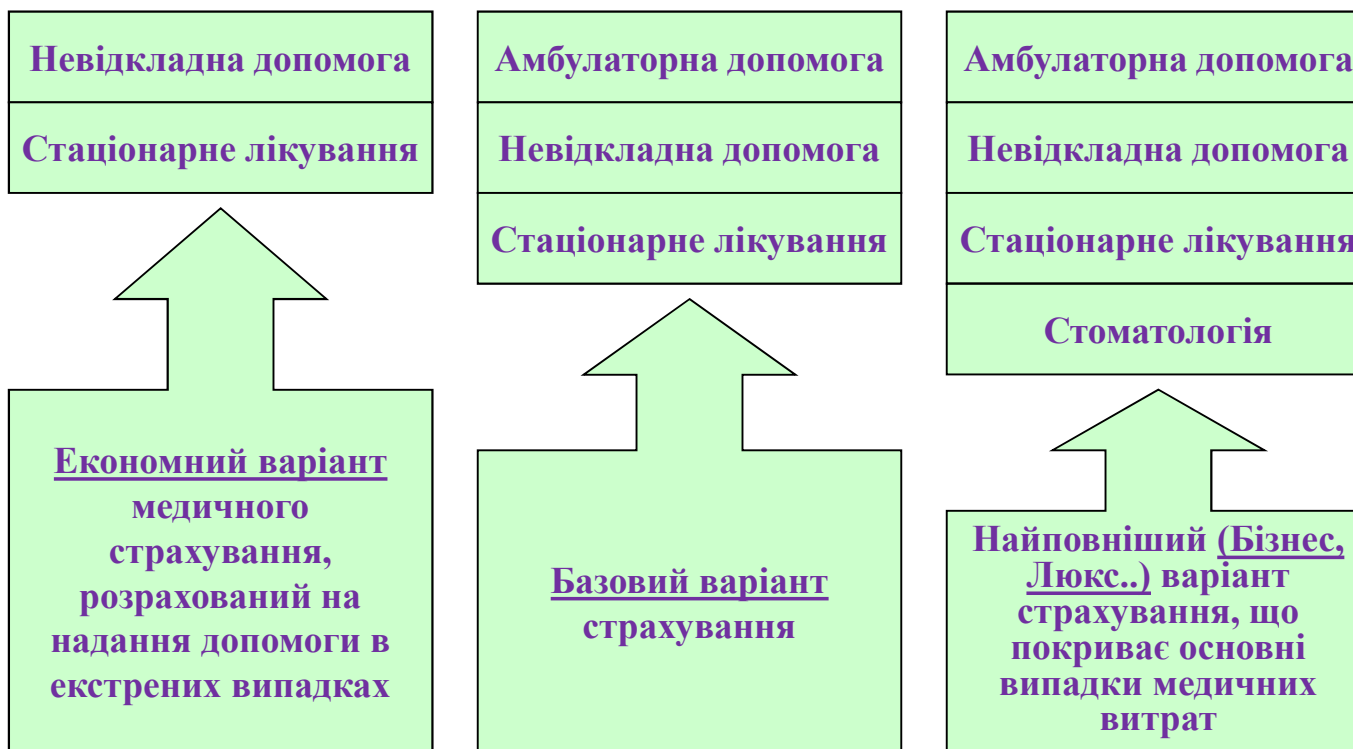 Невідкладна допомога
Стаціонарне лікування
Економний варіант
медичного
страхування,
розрахований на
надання допомоги в
екстрених випадках
Амбулаторна допомога
Невідкладна допомога
Стаціонарне лікування
Базовий варіант
страхування
Амбулаторна допомога
Невідкладна допомога
Стаціонарне лікування
Стоматологія
Найповніший (Бізнес,
Люкс..) варіант
страхування, що
покриває основні
випадки медичних
витрат